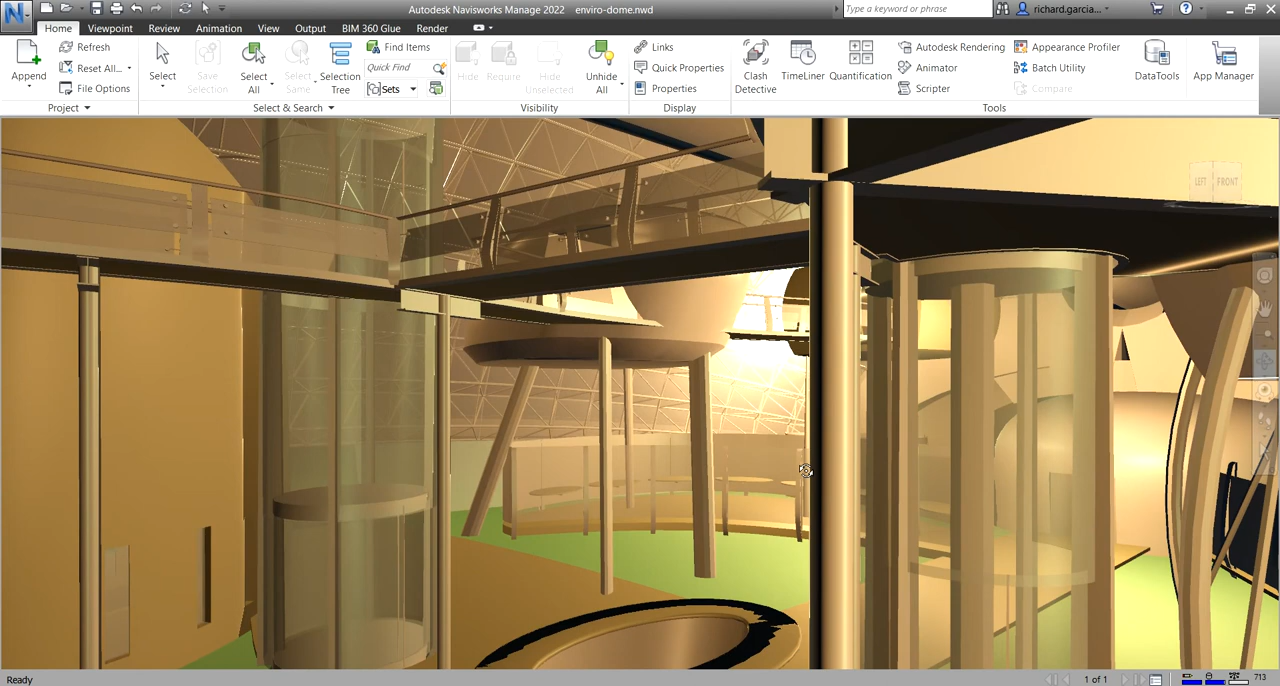 Autodesk Navisworks Manage 2022 enviro-dome.nwd
Type a keyword or phrase
richard.garcia...
Home Viewpoint Review Animation View Output BIM 360 Glue Render
Append
Refresh
Reset All...
File Options
Project
Select
Save Selection
Select All
Select Same
Selection Tree
Find Items
Quick Find
Sets
Select & Search
Hide
Require
Hide Unselected
Unhide All
Visibility
Links
Quick Properties
Properties
Display
Clash Detective
TimeLiner
Quantification
Autodesk Rendering
Animator
Scripter
Appearance Profiler
Batch Utility
Compare
DataTools
App Manager
Tools
LEFT FRONT
Ready
1 of 1
713